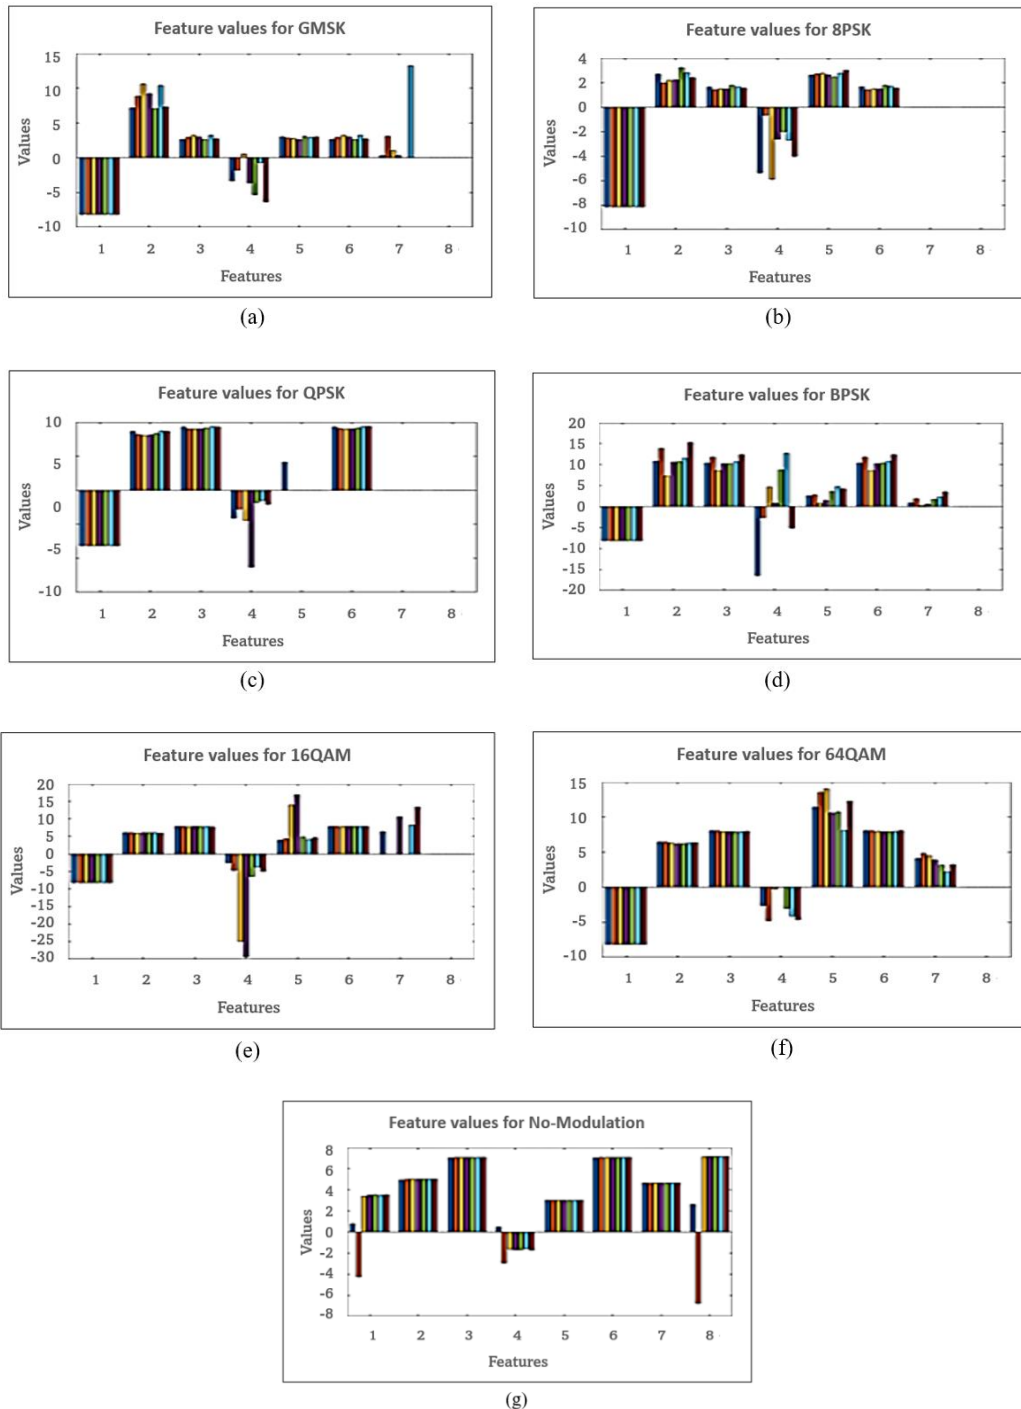 Feature values for GMSK
15
10
5
0
-5
-10
Values
1 2 3 4 5 6 7 8
Features
(a)
Feature values for 8PSK
4
2
0
-2
-4
-6
-8
-10
Values
1 2 3 4 5 6 7 8
Features
(b)
Feature values for QPSK
10
5
0
-5
-10
Values
1 2 3 4 5 6 7 8
Features
(c)
Feature values for BPSK
20
15
10
5
0
-5
-10
-15
-20
Values
1 2 3 4 5 6 7 8
Features
(d)
Feature values for 16QAM
20
15
10
5
0
-5
-10
-15
-20
-25
-30
Values
1 2 3 4 5 6 7 8
Features
(e)
Feature values for 64QAM
15
10
5
0
-5
-10
Values
1 2 3 4 5 6 7 8
Features
(f)
Feature values for No-Modulation
8
6
4
2
0
-2
-4
-6
-8
Values
1 2 3 4 5 6 7 8
Features
(g)